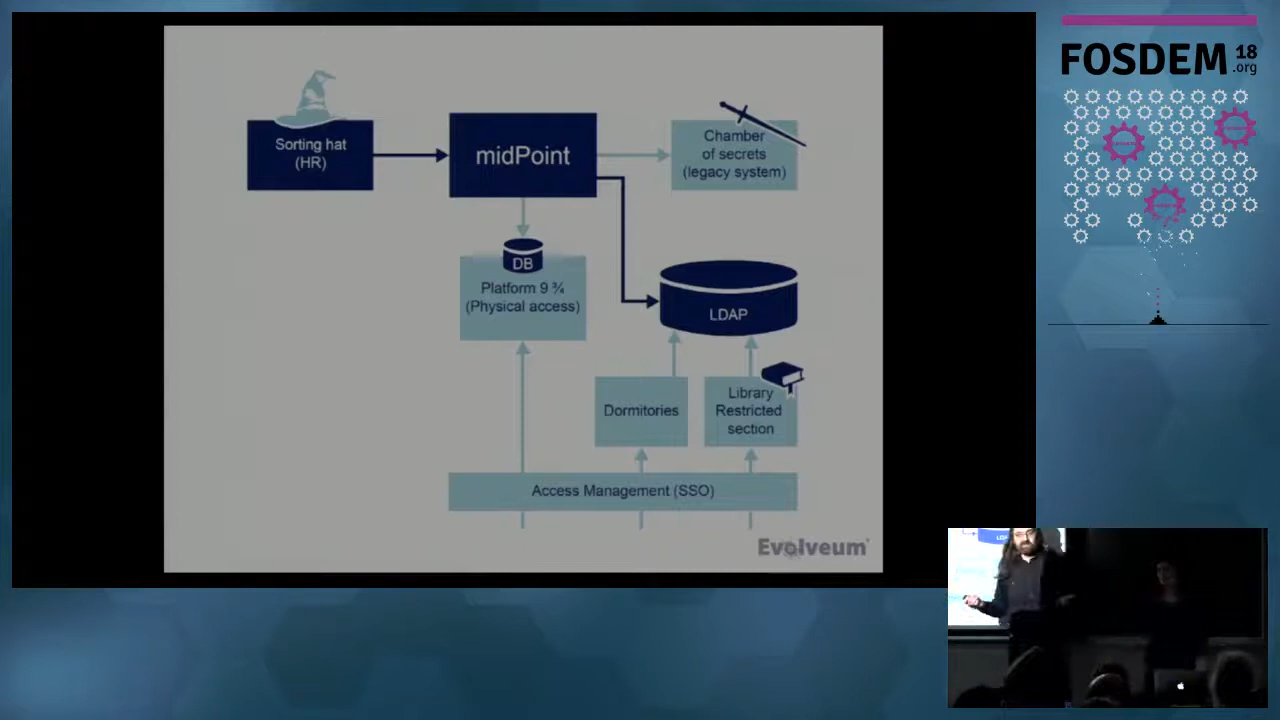 Sorting hat
(HR)
midPoint
Chamber
of secrets
(legacy system)
DB
Platform 9 ¾
(Physical access)
LDAP
Dormitories
Library
Restricted
section
Access Management (SSO)
Evolveum
FOSDEM
18
.org